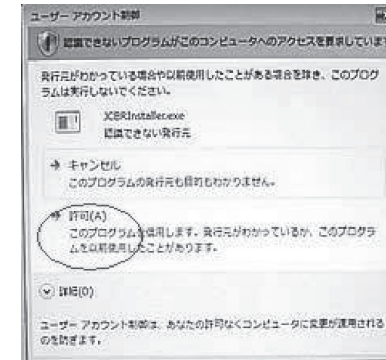 ユーザー アカウント制御
認識できないプログラムがこのコンピュータへのアクセスを要求しています
発行元がわかっている場合や以前使用したことがある場合を除き、このプログ
ラムは実行しないでください。
JCBRInstaller.exe
認識できない発行元
キャンセル
このプログラムの発行元も目的もわかりません。
許可(A)
このプログラムを信用します。発行元がわかっているか、このプログラ
ムを以前使用したことがあります。
詳細(D)
ユーザー アカウント制御は、あなたの許可なくコンピュータに変更が適用される
のを防ぎます。